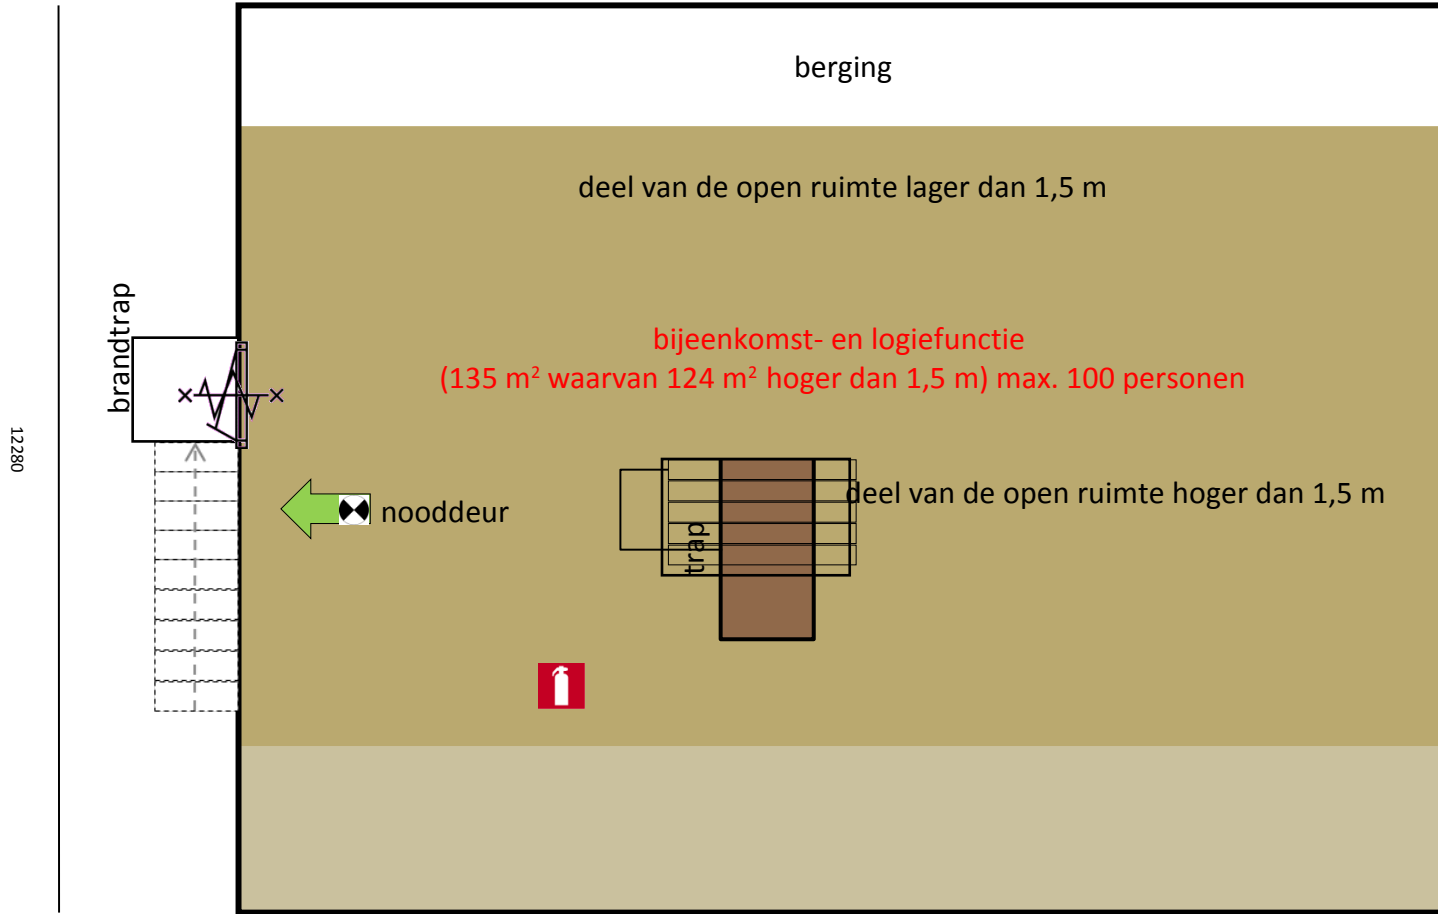 berging
deel van de open ruimte lager dan 1,5 m
brandtrap
bijeenkomst- en logiefunctie
(135 m² waarvan 124 m² hoger dan 1,5 m) max. 100 personen
12280
deel van de open ruimte hoger dan 1,5 m
nooddeur
trap